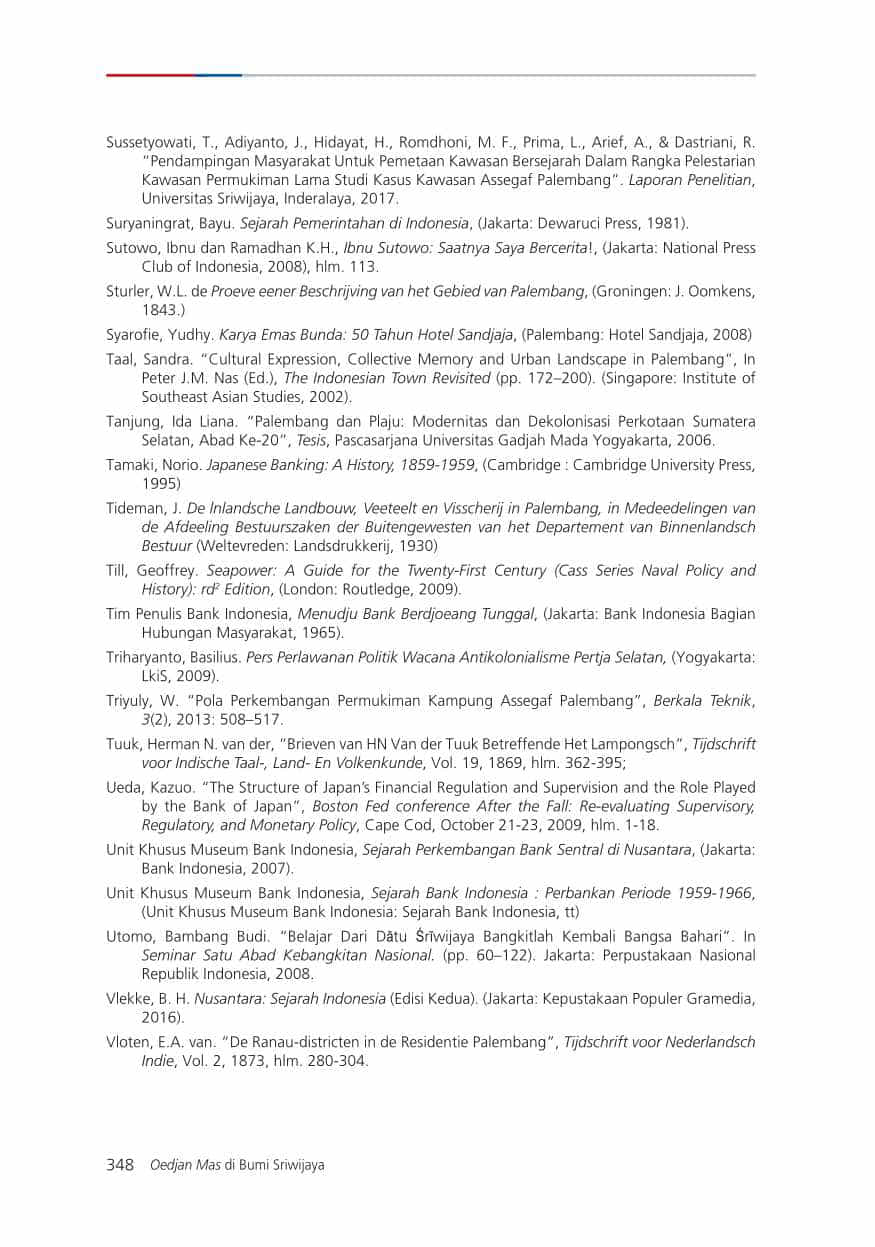 Sussetyowati, T., Adiyanto, J., Hidayat, H., Romdhoni, M. F., Prima, L., Arief, A., & Dastriani, R.
“Pendampingan Masyarakat Untuk Pemetaan Kawasan Bersejarah Dalam Rangka Pelestarian
Kawasan Permukiman Lama Studi Kasus Kawasan Assegaf Palembang”. Laporan Penelitian,
Universitas Sriwijaya, Inderalaya, 2017.
Suryaningrat, Bayu. Sejarah Pemerintahan di Indonesia, (Jakarta: Dewaruci Press, 1981).
Sutowo, Ibnu dan Ramadhan K.H., Ibnu Sutowo: Saatnya Saya Bercerita!, (Jakarta: National Press
Club of Indonesia, 2008), hlm. 113.
Sturler, W.L. de Proeve eener Beschrijving van het Gebied van Palembang, (Groningen: J. Oomkens,
1843.)
Syarofie, Yudhy. Karya Emas Bunda: 50 Tahun Hotel Sandjaja, (Palembang: Hotel Sandjaja, 2008)
Taal, Sandra. “Cultural Expression, Collective Memory and Urban Landscape in Palembang”, In
Peter J.M. Nas (Ed.), The Indonesian Town Revisited (pp. 172–200). (Singapore: Institute of
Southeast Asian Studies, 2002).
Tanjung, Ida Liana. “Palembang dan Plaju: Modernitas dan Dekolonisasi Perkotaan Sumatera
Selatan, Abad Ke-20”, Tesis, Pascasarjana Universitas Gadjah Mada Yogyakarta, 2006.
Tamaki, Norio. Japanese Banking: A History, 1859-1959, (Cambridge : Cambridge University Press,
1995)
Tideman, J. De lnlandsche Landbouw, Veeteelt en Visscherij in Palembang, in Medeedelingen van
de Afdeeling Bestuurszaken der Buitengewesten van het Departement van Binnenlandsch
Bestuur (Weltevreden: Landsdrukkerij, 1930)
Till, Geoffrey. Seapower: A Guide for the Twenty-First Century (Cass Series Naval Policy and
History): rd² Edition, (London: Routledge, 2009).
Tim Penulis Bank Indonesia, Menudju Bank Berdjoeang Tunggal, (Jakarta: Bank Indonesia Bagian
Hubungan Masyarakat, 1965).
Triharyanto, Basilius. Pers Perlawanan Politik Wacana Antikolonialisme Pertja Selatan, (Yogyakarta:
LkiS, 2009).
Triyuly, W. “Pola Perkembangan Permukiman Kampung Assegaf Palembang”, Berkala Teknik,
3(2), 2013: 508–517.
Tuuk, Herman N. van der, “Brieven van HN Van der Tuuk Betreffende Het Lampongsch”, Tijdschrift
voor Indische Taal-, Land- En Volkenkunde, Vol. 19, 1869, hlm. 362-395;
Ueda, Kazuo. “The Structure of Japan’s Financial Regulation and Supervision and the Role Played
by the Bank of Japan”, Boston Fed conference After the Fall: Re-evaluating Supervisory,
Regulatory, and Monetary Policy, Cape Cod, October 21-23, 2009, hlm. 1-18.
Unit Khusus Museum Bank Indonesia, Sejarah Perkembangan Bank Sentral di Nusantara, (Jakarta:
Bank Indonesia, 2007).
Unit Khusus Museum Bank Indonesia, Sejarah Bank Indonesia : Perbankan Periode 1959-1966,
(Unit Khusus Museum Bank Indonesia: Sejarah Bank Indonesia, tt)
Utomo, Bambang Budi. “Belajar Dari Dātu Śrīwijaya Bangkitlah Kembali Bangsa Bahari”. In
Seminar Satu Abad Kebangkitan Nasional. (pp. 60–122). Jakarta: Perpustakaan Nasional
Republik Indonesia, 2008.
Vlekke, B. H. Nusantara: Sejarah Indonesia (Edisi Kedua). (Jakarta: Kepustakaan Populer Gramedia,
2016).
Vloten, E.A. van. “De Ranau-districten in de Residentie Palembang”, Tijdschrift voor Nederlandsch
Indie, Vol. 2, 1873, hlm. 280-304.
348 Oedjan Mas di Bumi Sriwijaya